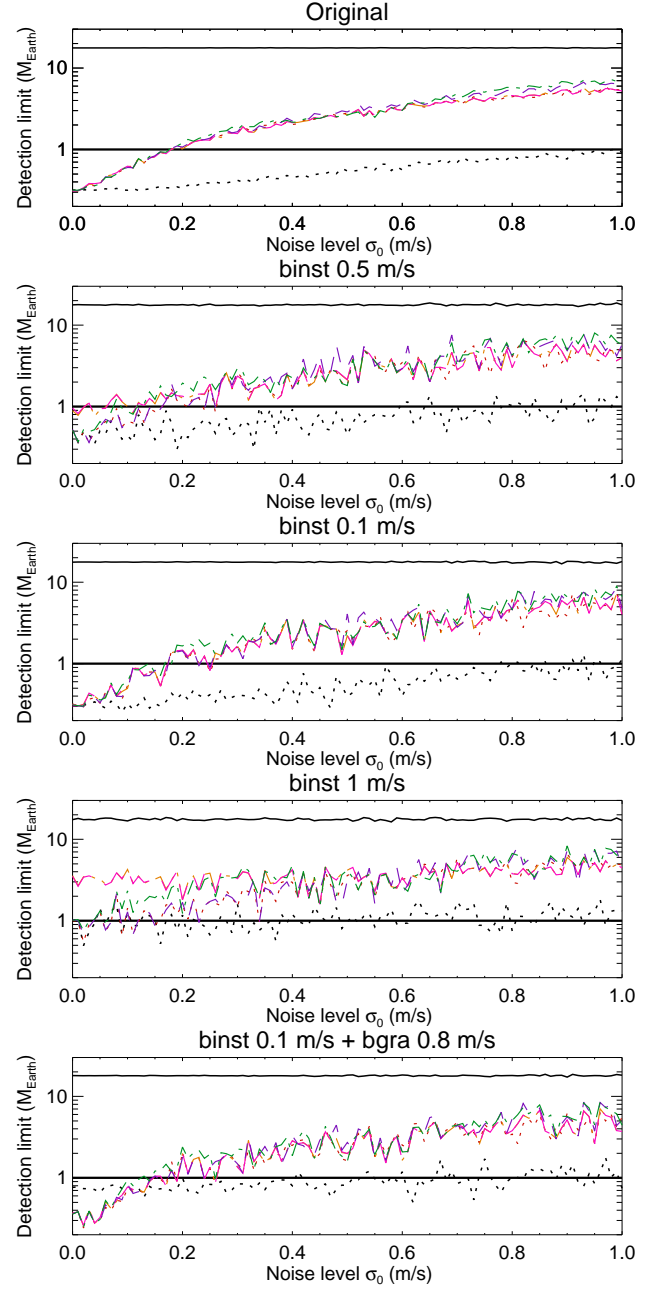 Original
Detection limit (M_Earth)
10
1
0.0 0.2 0.4 0.6 0.8 1.0
Noise level σ₀ (m/s)
binst 0.5 m/s
Detection limit (M_Earth)
10
1
0.0 0.2 0.4 0.6 0.8 1.0
Noise level σ₀ (m/s)
binst 0.1 m/s
Detection limit (M_Earth)
10
1
0.0 0.2 0.4 0.6 0.8 1.0
Noise level σ₀ (m/s)
binst 1 m/s
Detection limit (M_Earth)
10
1
0.0 0.2 0.4 0.6 0.8 1.0
Noise level σ₀ (m/s)
binst 0.1 m/s + bgra 0.8 m/s
Detection limit (M_Earth)
10
1
0.0 0.2 0.4 0.6 0.8 1.0
Noise level σ₀ (m/s)